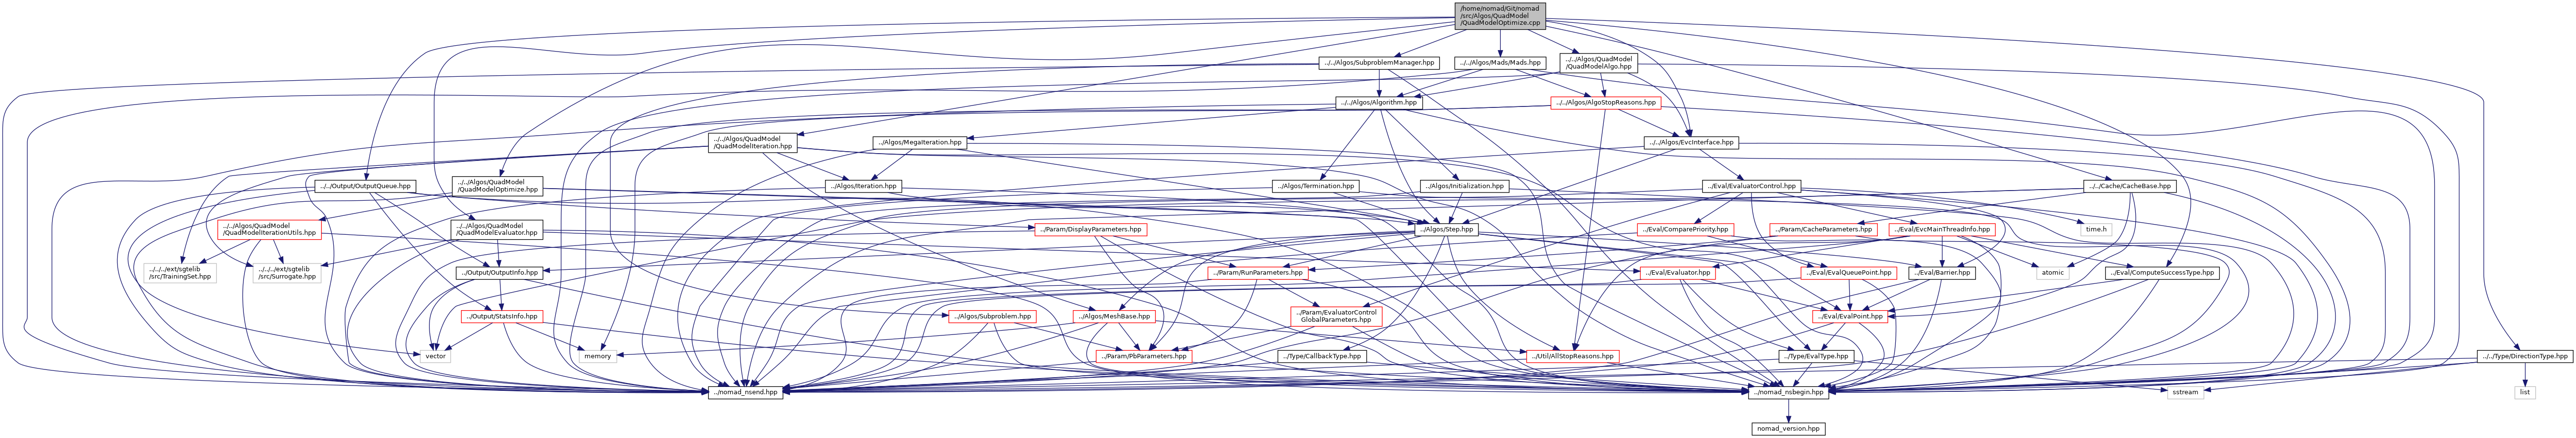 /home/nomad/Git/nomad
/src/Algos/QuadModel
/QuadModelOptimize.cpp
../../Algos/SubproblemManager.hpp
../../Algos/Mads/Mads.hpp
../../Algos/QuadModel
/QuadModelAlgo.hpp
../../Algos/Algorithm.hpp
../../Algos/AlgoStopReasons.hpp
../../Algos/QuadModel
/QuadModelIteration.hpp
../Algos/MegaIteration.hpp
../../Algos/EvcInterface.hpp
../../Output/OutputQueue.hpp
../../Algos/QuadModel
/QuadModelOptimize.hpp
../Algos/Iteration.hpp
../Algos/Termination.hpp
../Algos/Initialization.hpp
../Eval/EvaluatorControl.hpp
../../Cache/CacheBase.hpp
../../Algos/QuadModel
/QuadModelIterationUtils.hpp
../../Algos/QuadModel
/QuadModelEvaluator.hpp
../Param/DisplayParameters.hpp
../Algos/Step.hpp
../Eval/ComparePriority.hpp
../Param/CacheParameters.hpp
../Eval/EvcMainThreadInfo.hpp
time.h
../../../ext/sgtelib
/src/TrainingSet.hpp
../../../ext/sgtelib
/src/Surrogate.hpp
../Output/OutputInfo.hpp
../Param/RunParameters.hpp
../Eval/Evaluator.hpp
../Eval/EvalQueuePoint.hpp
../Eval/Barrier.hpp
atomic
../Eval/ComputeSuccessType.hpp
../Output/StatsInfo.hpp
../Algos/Subproblem.hpp
../Algos/MeshBase.hpp
../Param/EvaluatorControl
GlobalParameters.hpp
../Eval/EvalPoint.hpp
vector
memory
../Param/PbParameters.hpp
../Type/CallbackType.hpp
../Util/AllStopReasons.hpp
../Type/EvalType.hpp
../../Type/DirectionType.hpp
../nomad_nsend.hpp
../nomad_nsbegin.hpp
sstream
list
nomad_version.hpp